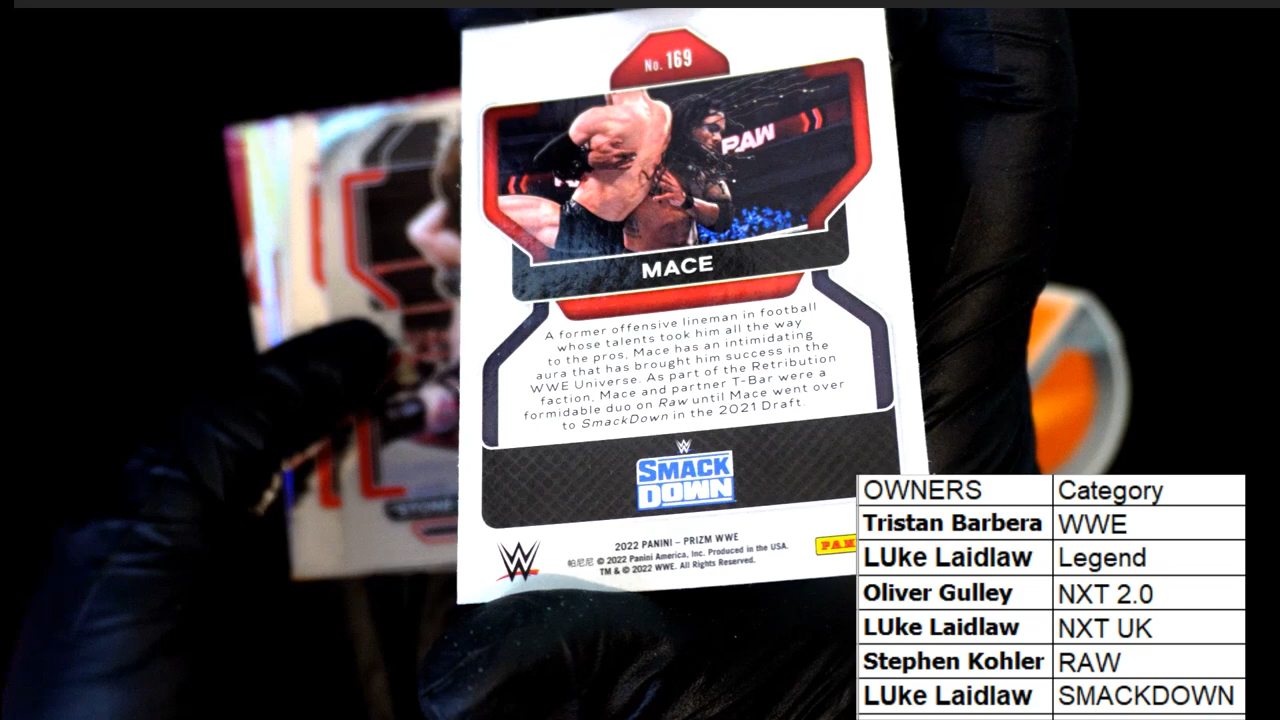 No. 169
RAW
MACE
A former offensive lineman in football
whose talents took him all the way
to the pros, Mace has an intimidating
aura that has brought him success in the
WWE Universe. As part of the Retribution
faction, Mace and partner T-Bar were a
formidable duo on Raw until Mace went over
to SmackDown in the 2021 Draft.
SMACK
DOWN
2022 PANINI – PRIZM WWE
帕尼尼 © 2022 Panini America, Inc. Produced in the USA.
TM & © 2022 WWE. All Rights Reserved.
PAN
OWNERS Category
Tristan Barbera WWE
LUke Laidlaw Legend
Oliver Gulley NXT 2.0
LUke Laidlaw NXT UK
Stephen Kohler RAW
LUke Laidlaw SMACKDOWN